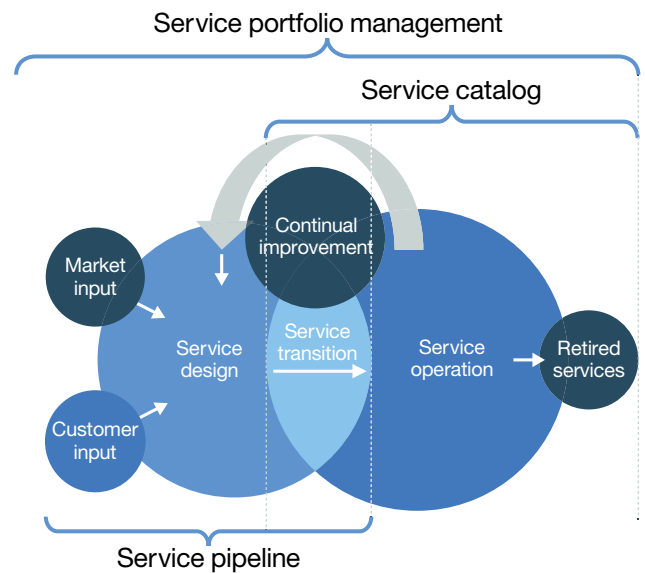 Service portfolio management
Service catalog
Continual
improvement
Market
input
Service
transition
Service
design
Service
operation
Retired
services
Customer
input
Service pipeline